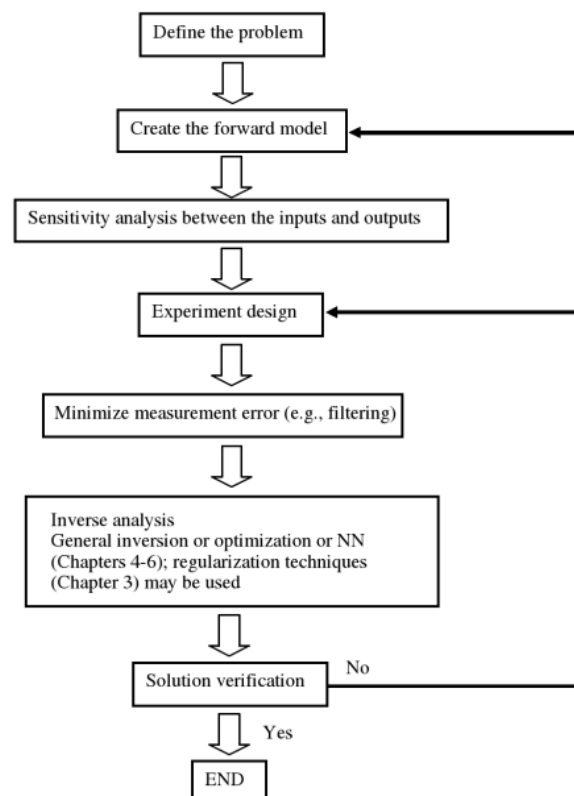 Define the problem
Create the forward model
Sensitivity analysis between the inputs and outputs
Experiment design
Minimize measurement error (e.g., filtering)
Inverse analysis
General inversion or optimization or NN
(Chapters 4-6); regularization techniques
(Chapter 3) may be used
Solution verification
No
Yes
END